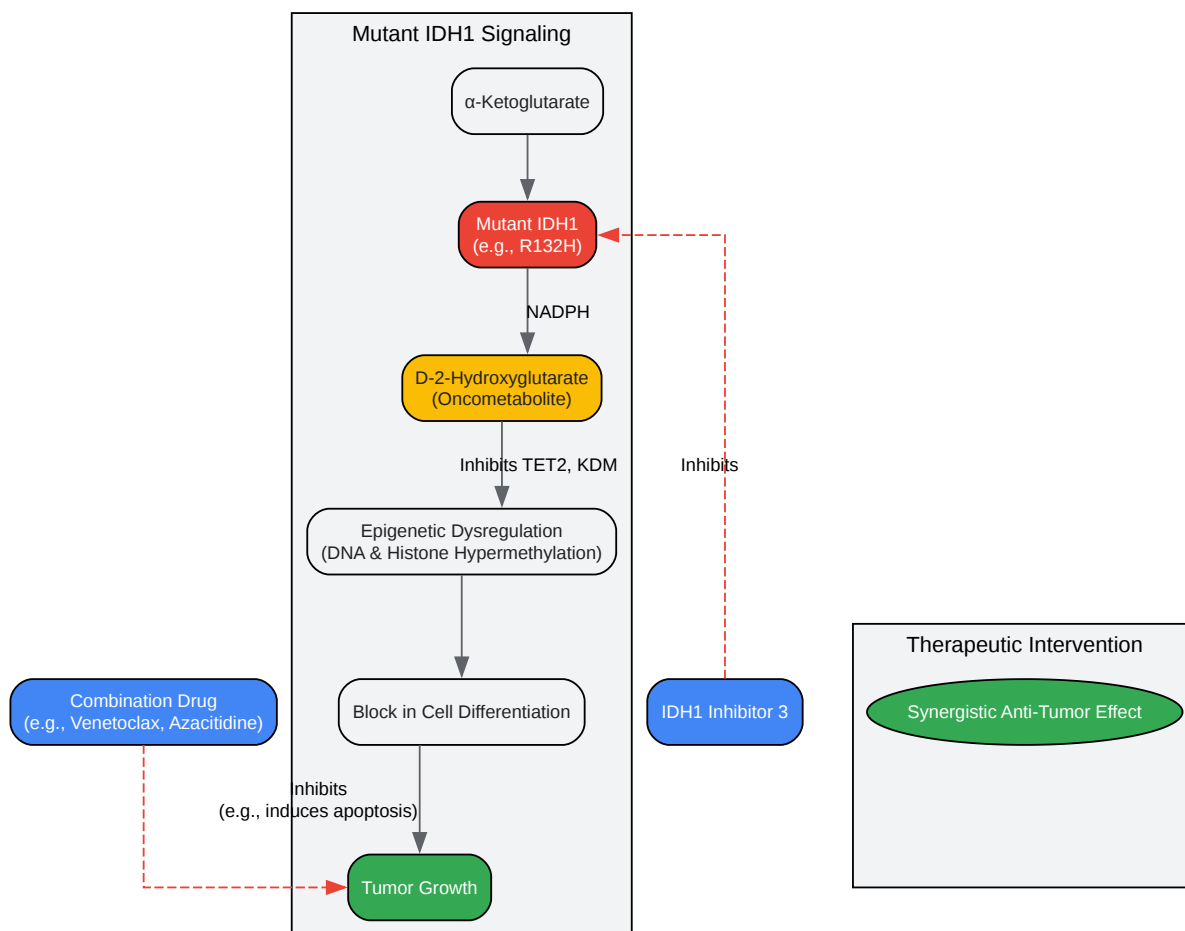 Mutant IDH1 Signaling
α-Ketoglutarate
Mutant IDH1
(e.g., R132H)
NADPH
D-2-Hydroxyglutarate
(Oncometabolite)
Inhibits TET2, KDM
Inhibits
Epigenetic Dysregulation
(DNA & Histone Hypermethylation)
Therapeutic Intervention
Combination Drug
(e.g., Venetoclax, Azacitidine)
Block in Cell Differentiation
IDH1 Inhibitor 3
Synergistic Anti-Tumor Effect
Inhibits
(e.g., induces apoptosis)
Tumor Growth